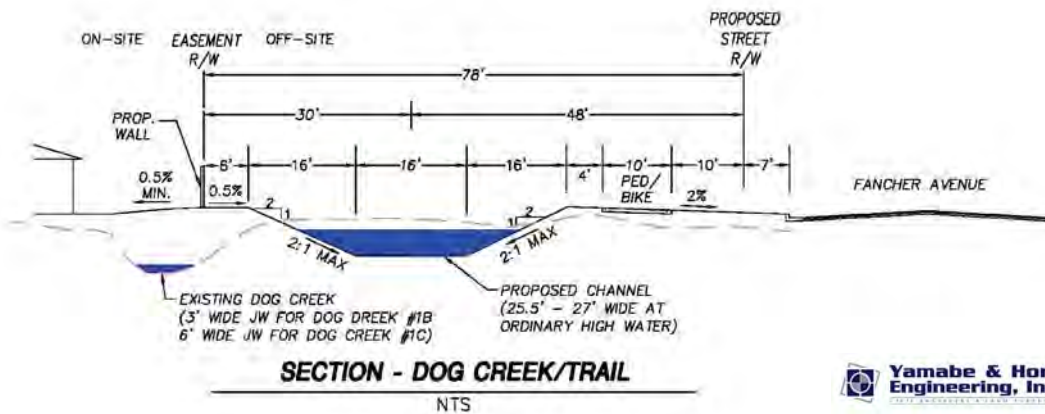 PROPOSED
STREET
R/W
ON-SITE EASEMENT OFF-SITE
R/W
78'
30' 48'
PROP.
WALL
6' 16' 16' 16' 4' 10' 10' 7'
PED/
BIKE
0.5%
MIN.
0.5%
2
1
2
1
2%
FANCHER AVENUE
2:1 MAX
2:1 MAX
EXISTING DOG CREEK
(3' WIDE JW FOR DOG DREEK #1B
6' WIDE JW FOR DOG CREEK #1C)
PROPOSED CHANNEL
(25.5' - 27' WIDE AT
ORDINARY HIGH WATER)
SECTION - DOG CREEK/TRAIL
NTS
Yamabe & Hor
Engineering, In